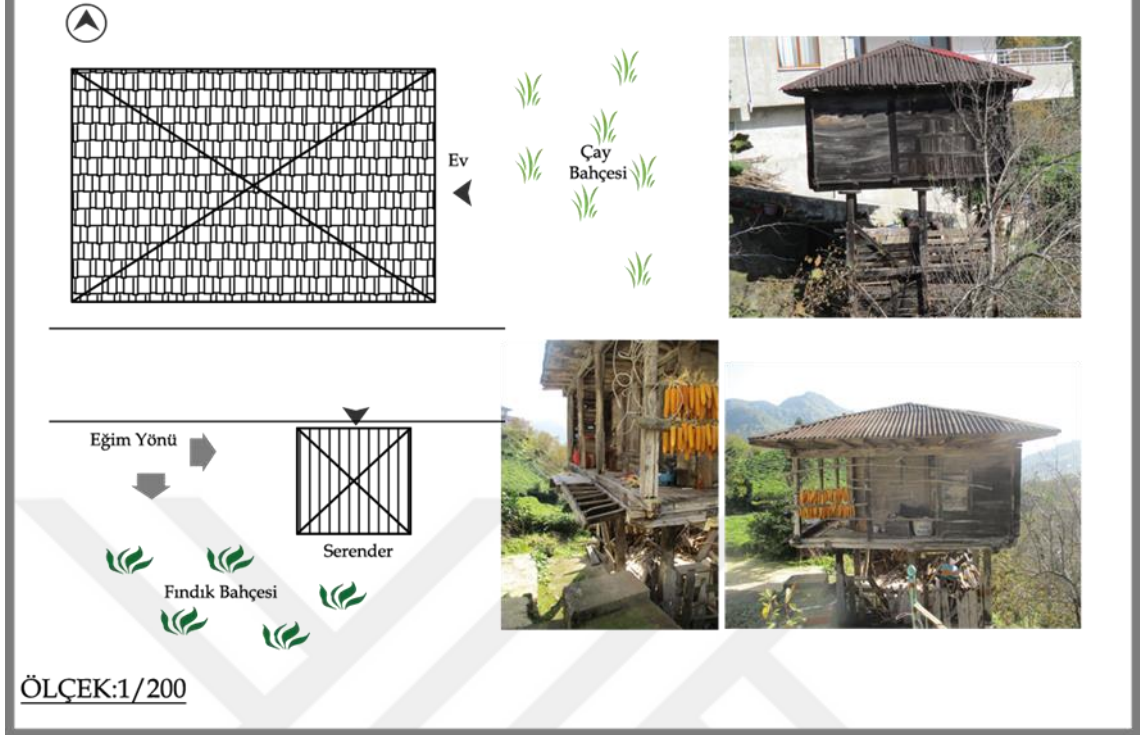 Ev
Çay
Bahçesi
Eğim Yönü
Serender
Fındık Bahçesi
ÖLÇEK:1/200